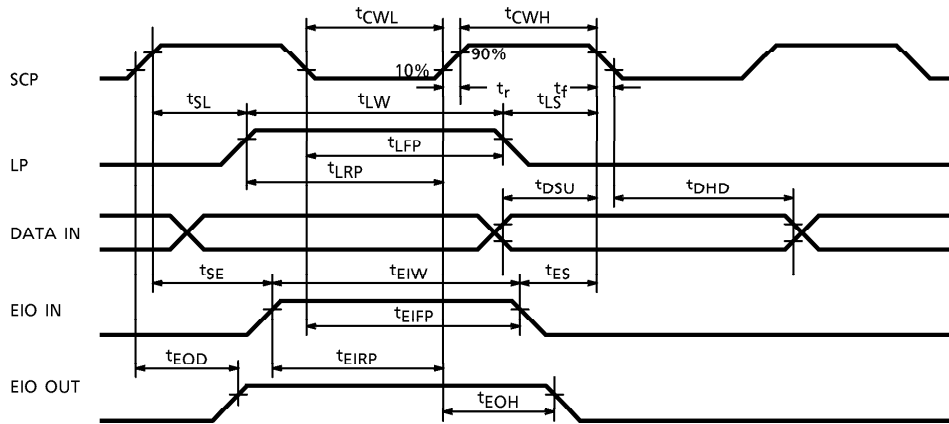 tCWL tCWH
SCP 10% 90%
tr tf
tSL tLW tLS
LP tLFP
tLRP
tDSU tDHD
DATA IN
tSE tEIW tES
EIO IN tEIFP
tEOD tEIRP
EIO OUT tEOH